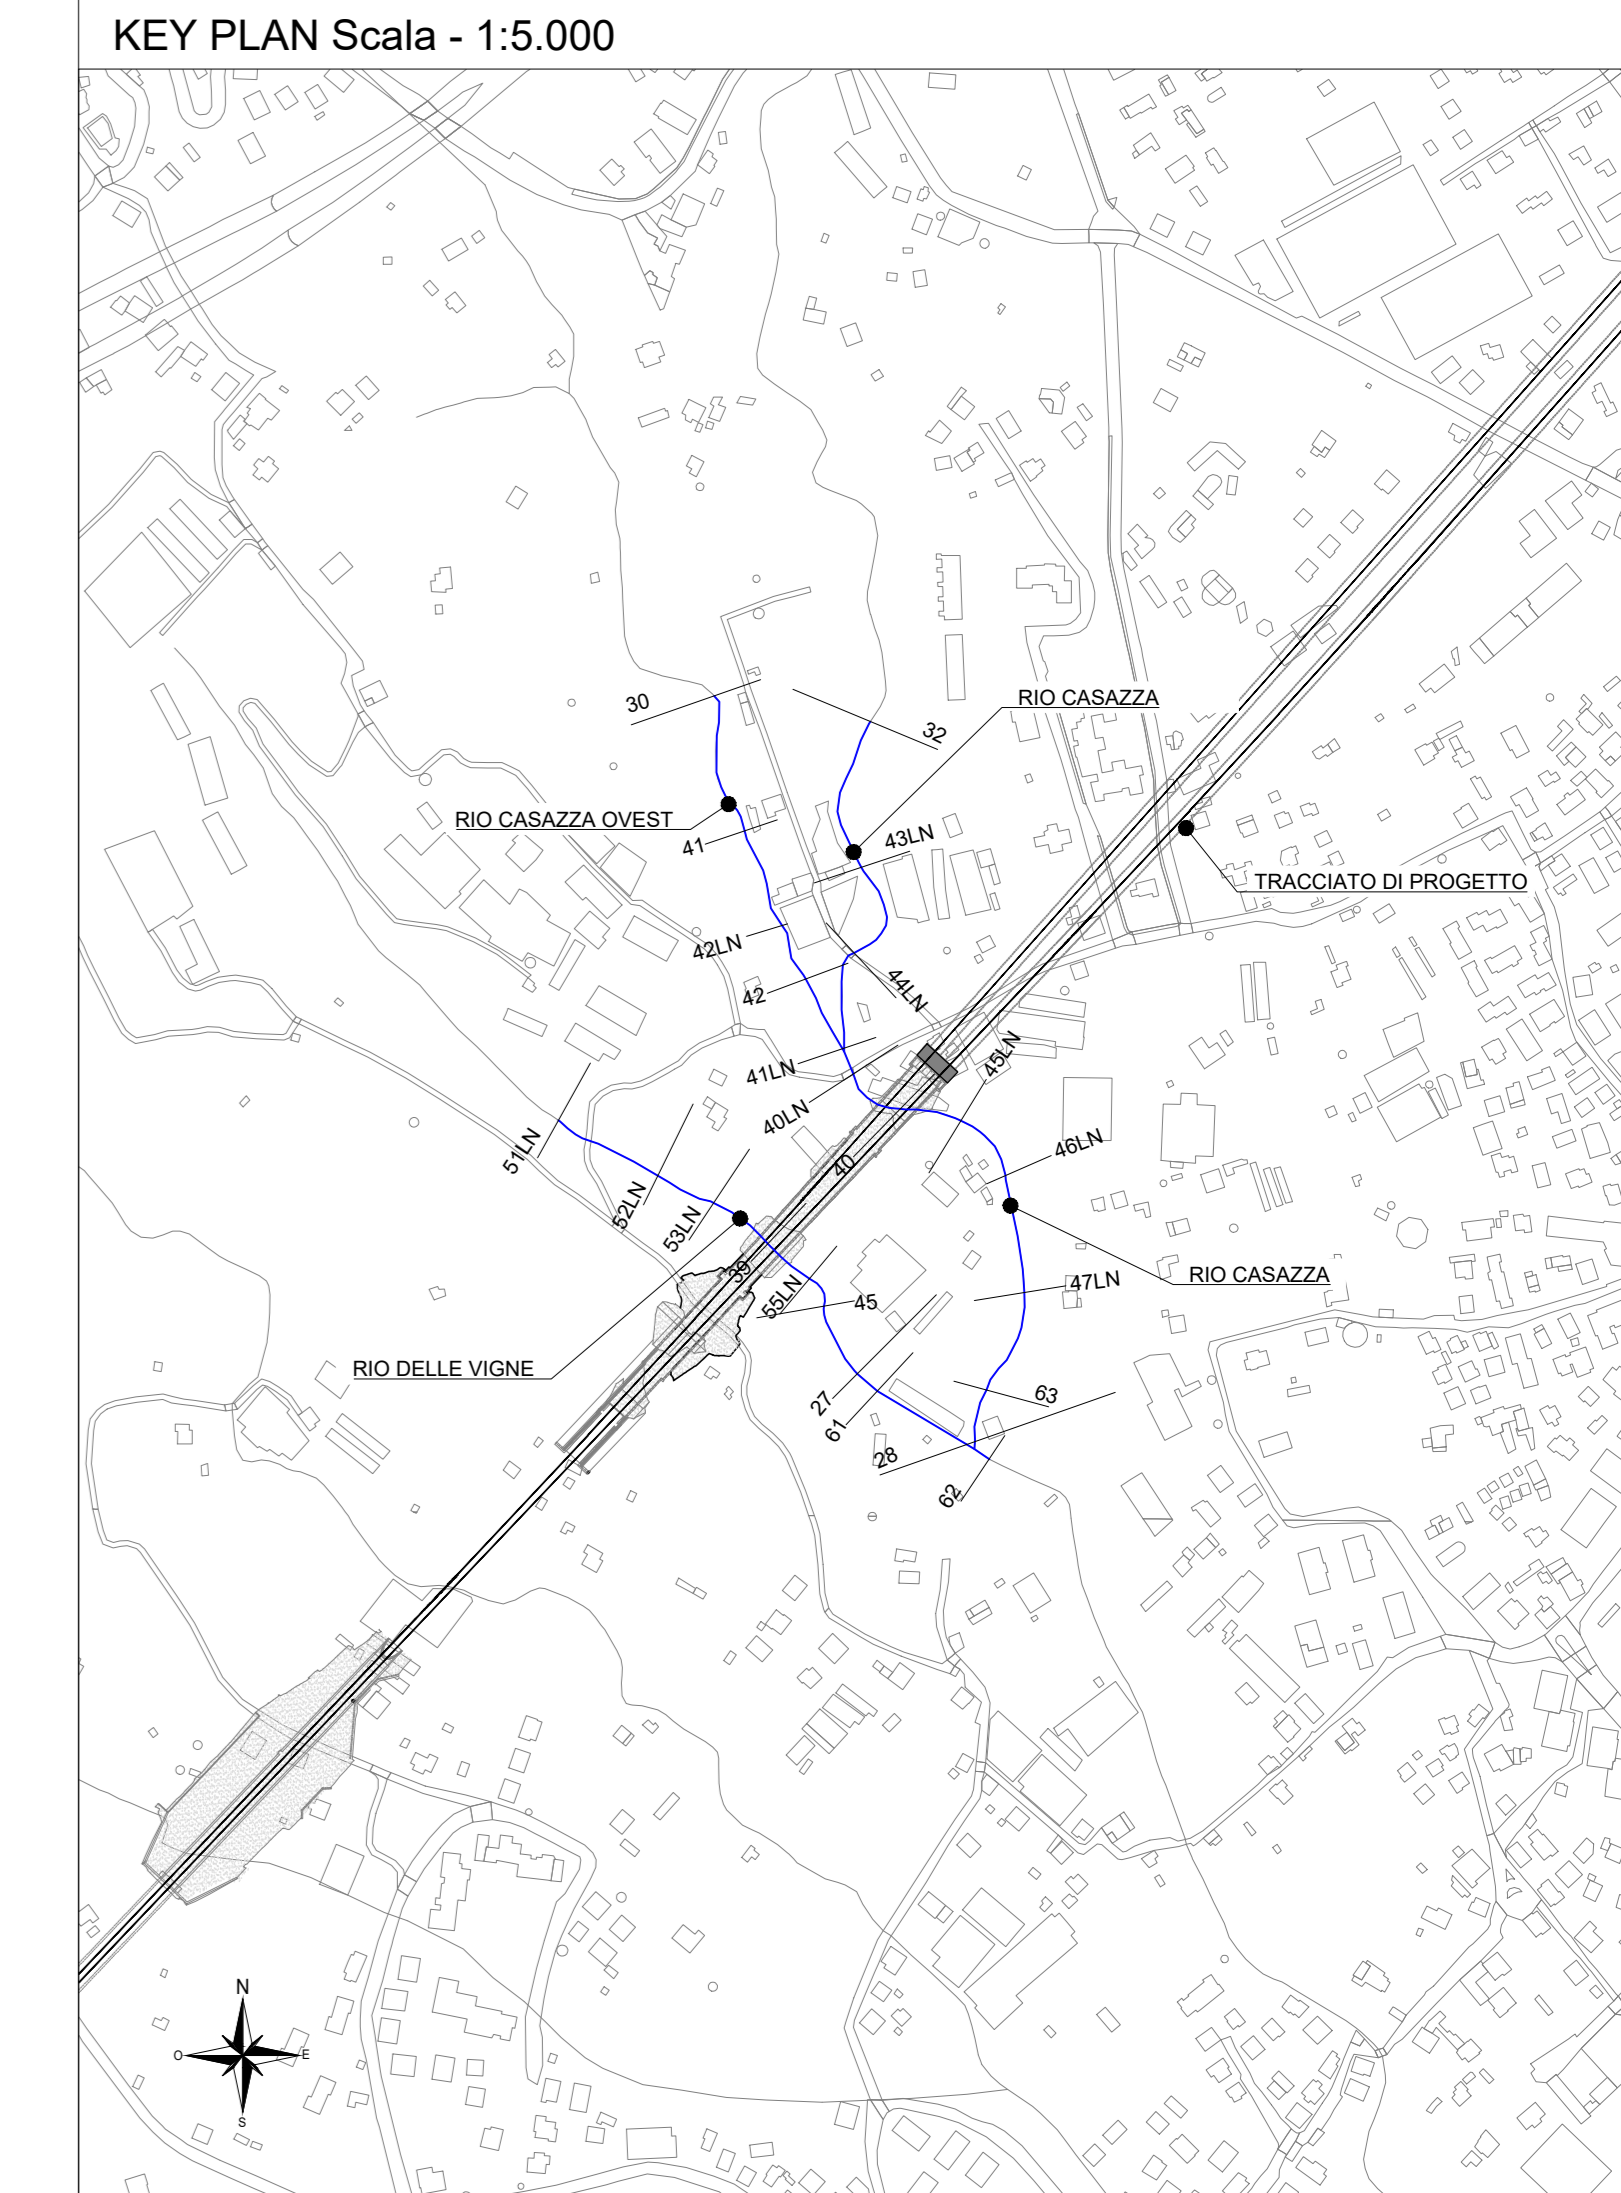 KEY PLAN Scala - 1:5.000
30
32
RIO CASAZZA
RIO CASAZZA OVEST
41
43LN
TRACCIATO DI PROGETTO
42LN
42
44LN
45LN
41LN
40LN
51LN
40
46LN
52LN
53LN
39
55LN
45
47LN
RIO CASAZZA
RIO DELLE VIGNE
27
61
63
28
62
N
O
E
S